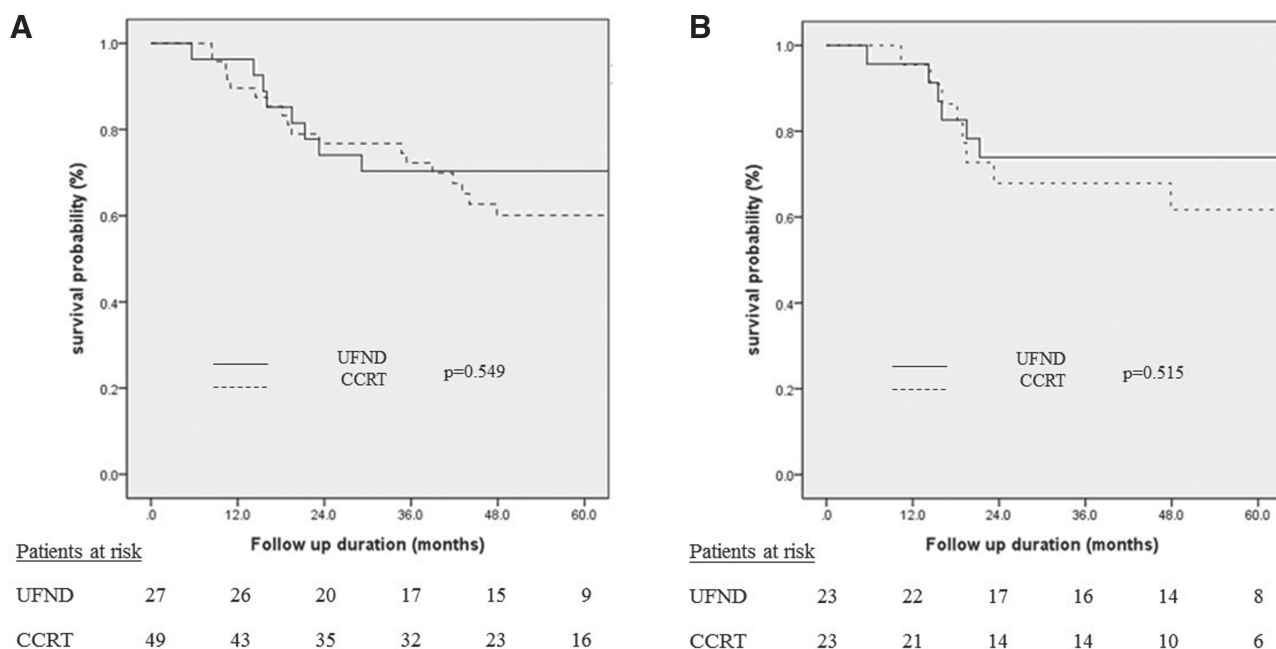 A
survival probability (%)
1.0
0.8
0.6
0.4
0.2
0.0
UFND
CCRT
p=0.549
.0 12.0 24.0 36.0 48.0 60.0
Follow up duration (months)
Patients at risk
UFND 27 26 20 17 15 9
CCRT 49 43 35 32 23 16
B
survival probability (%)
1.0
0.8
0.6
0.4
0.2
0.0
UFND
CCRT
p=0.515
.0 12.0 24.0 36.0 48.0 60.0
Follow up duration (months)
Patients at risk
UFND 23 22 17 16 14 8
CCRT 23 21 14 14 10 6